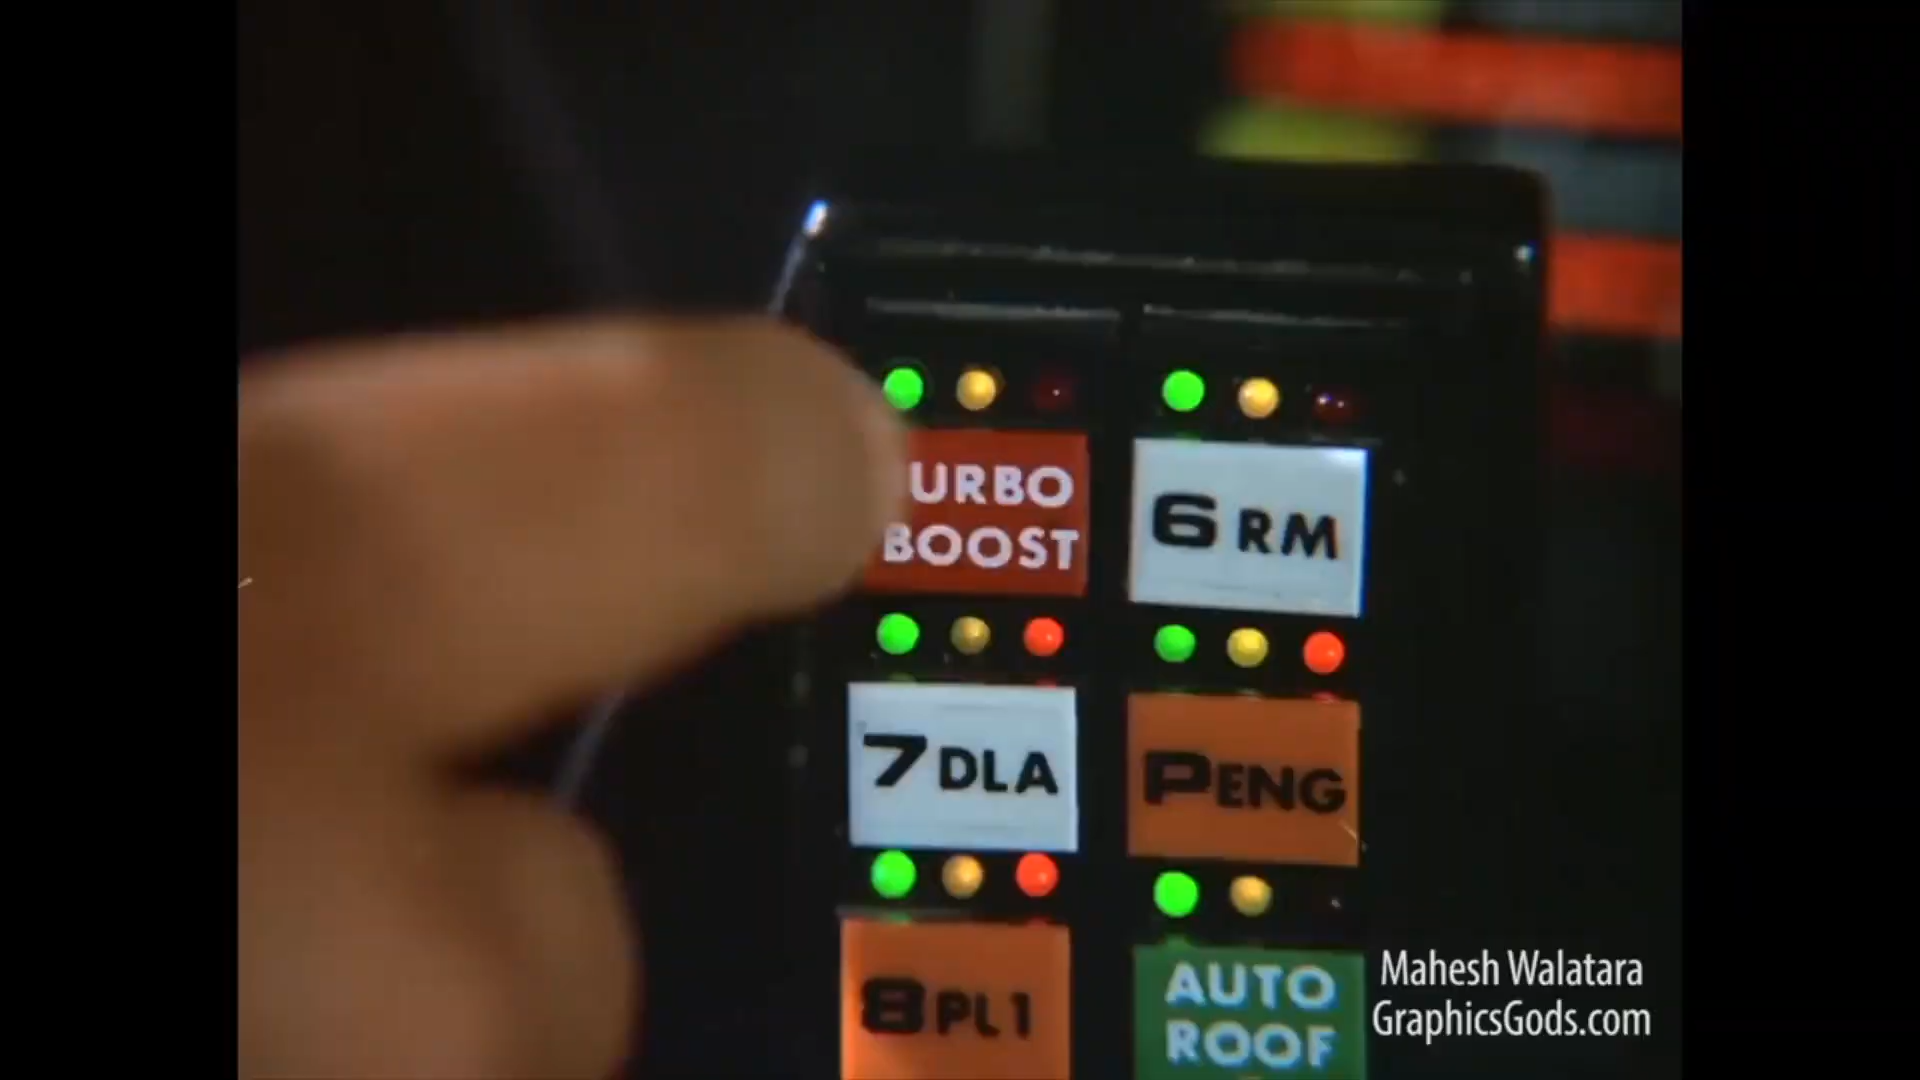 URBO
BOOST
6 RM
7 DLA
PENG
8 PL1
AUTO
ROOF
Mahesh Walatara
GraphicsGods.com